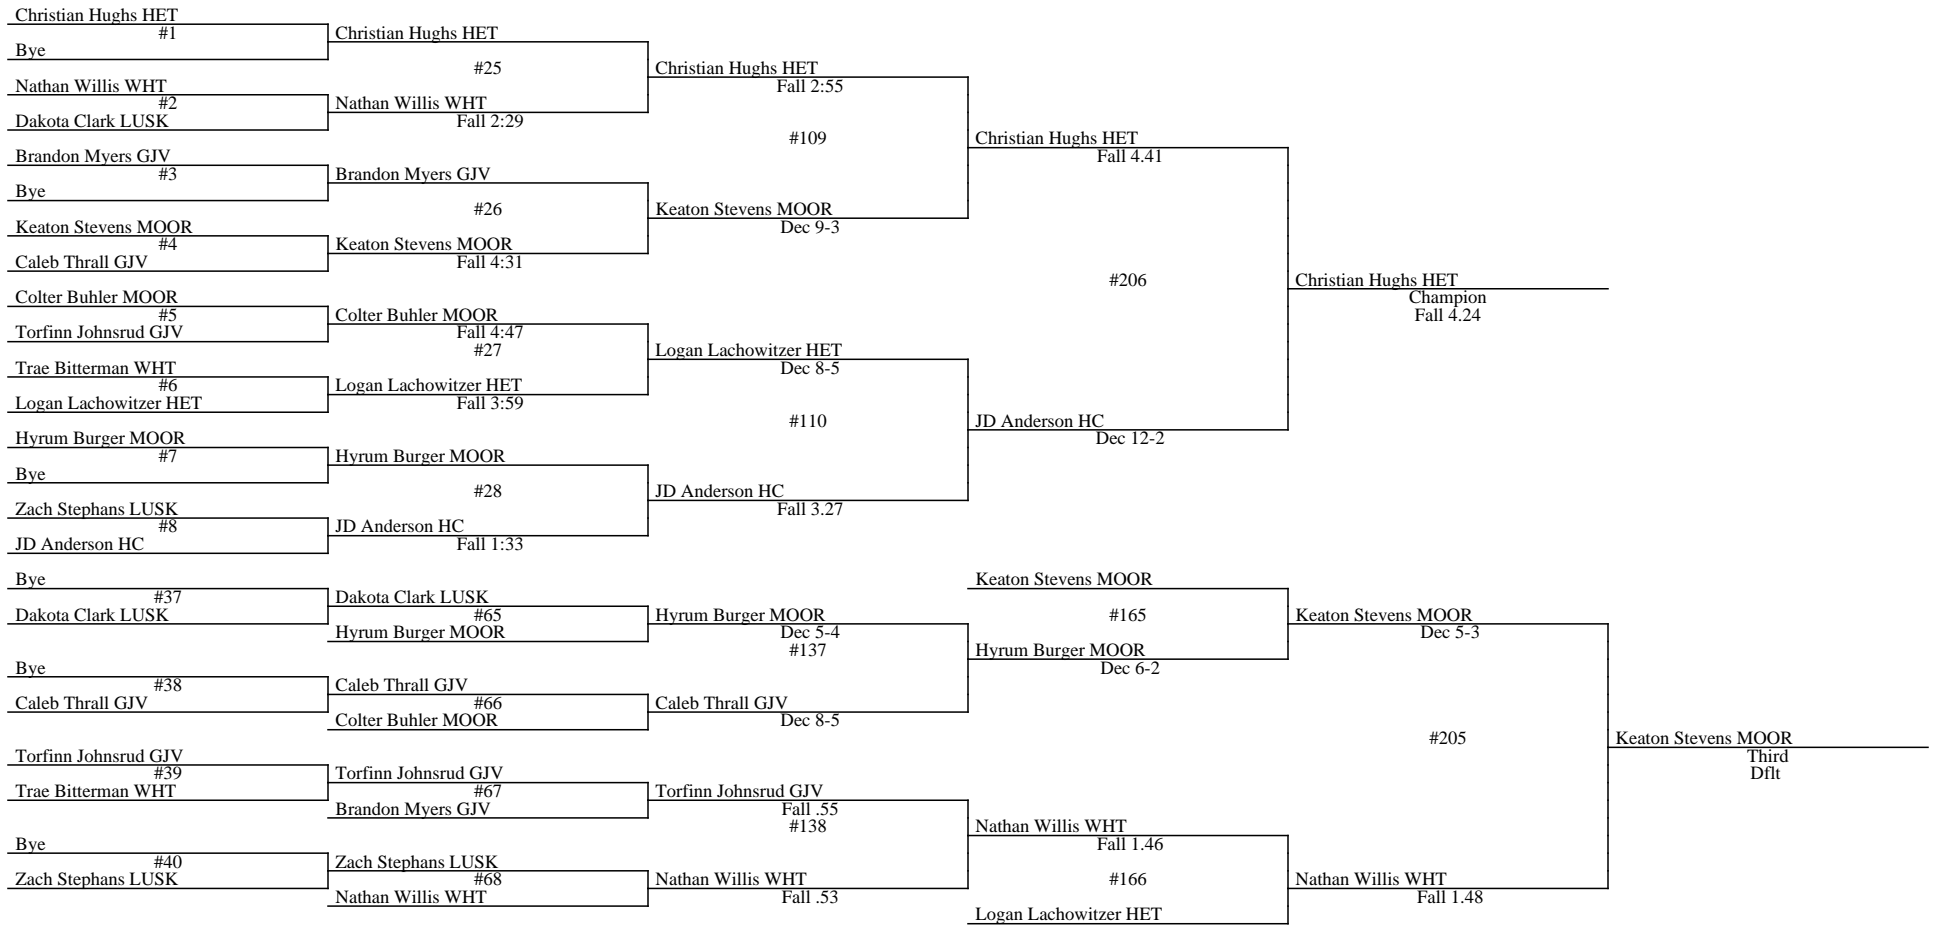 Christian Hughs HET
#1
Bye
Christian Hughs HET
#25
Nathan Willis WHT
#2
Dakota Clark LUSK
Nathan Willis WHT
Fall 2:29
Christian Hughs HET
Fall 2:55
#109
Brandon Myers GJV
#3
Bye
Brandon Myers GJV
#26
Keaton Stevens MOOR
#4
Caleb Thrall GJV
Keaton Stevens MOOR
Fall 4:31
Keaton Stevens MOOR
Dec 9-3
Christian Hughs HET
Fall 4.41
#206
Colter Buhler MOOR
#5
Torfinn Johnsrud GJV
Colter Buhler MOOR
Fall 4:47
#27
Trae Bitterman WHT
#6
Logan Lachowitzer HET
Logan Lachowitzer HET
Fall 3:59
Logan Lachowitzer HET
Dec 8-5
#110
Hyrum Burger MOOR
#7
Bye
Hyrum Burger MOOR
#28
Zach Stephans LUSK
#8
JD Anderson HC
JD Anderson HC
Fall 1:33
JD Anderson HC
Fall 3.27
JD Anderson HC
Dec 12-2
Christian Hughs HET
Champion
Fall 4.24
Bye
#37
Dakota Clark LUSK
Dakota Clark LUSK
#65
Hyrum Burger MOOR
Hyrum Burger MOOR
Dec 5-4
#137
Bye
#38
Caleb Thrall GJV
Caleb Thrall GJV
#66
Colter Buhler MOOR
Caleb Thrall GJV
Dec 8-5
Keaton Stevens MOOR
#165
Hyrum Burger MOOR
Dec 6-2
Keaton Stevens MOOR
Dec 5-3
#205
Torfinn Johnsrud GJV
#39
Trae Bitterman WHT
Torfinn Johnsrud GJV
#67
Brandon Myers GJV
Torfinn Johnsrud GJV
Fall .55
#138
Bye
#40
Zach Stephans LUSK
Zach Stephans LUSK
#68
Nathan Willis WHT
Nathan Willis WHT
Fall .53
Nathan Willis WHT
Fall 1.46
#166
Logan Lachowitzer HET
Nathan Willis WHT
Fall 1.48
Keaton Stevens MOOR
Third
Dflt